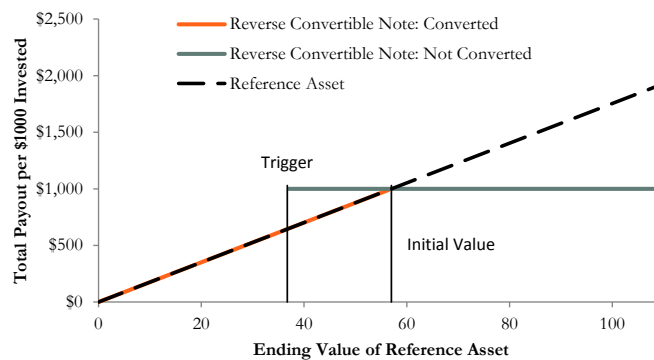 $2,500
$2,000
$1,500
$1,000
$500
$0
Total Payout per $1000 Invested
Reverse Convertible Note: Converted
Reverse Convertible Note: Not Converted
Reference Asset
Trigger
Initial Value
0 20 40 60 80 100
Ending Value of Reference Asset